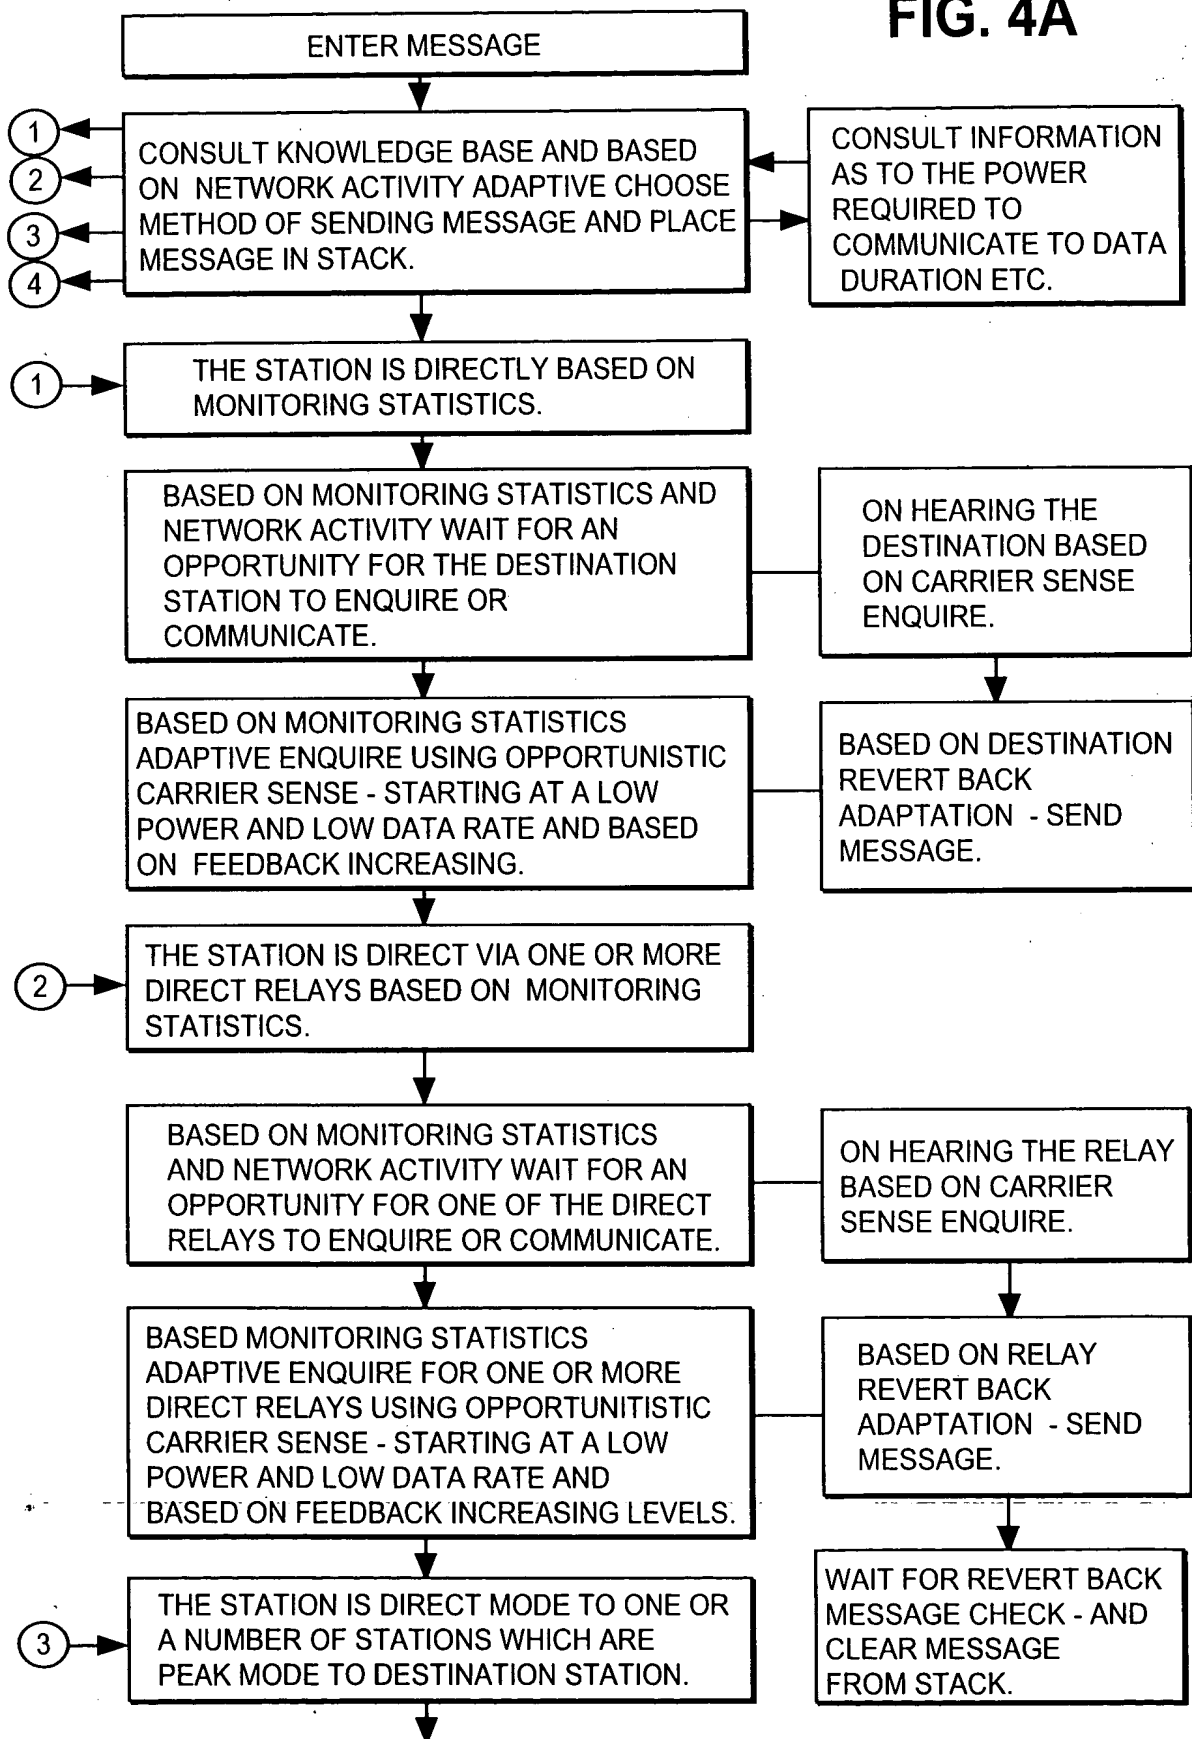 FIG. 4A
ENTER MESSAGE
1
2
3
4
CONSULT KNOWLEDGE BASE AND BASED
ON NETWORK ACTIVITY ADAPTIVE CHOOSE
METHOD OF SENDING MESSAGE AND PLACE
MESSAGE IN STACK.
CONSULT INFORMATION
AS TO THE POWER
REQUIRED TO
COMMUNICATE TO DATA
DURATION ETC.
1
THE STATION IS DIRECTLY BASED ON
MONITORING STATISTICS.
BASED ON MONITORING STATISTICS AND
NETWORK ACTIVITY WAIT FOR AN
OPPORTUNITY FOR THE DESTINATION
STATION TO ENQUIRE OR
COMMUNICATE.
ON HEARING THE
DESTINATION BASED
ON CARRIER SENSE
ENQUIRE.
BASED ON MONITORING STATISTICS
ADAPTIVE ENQUIRE USING OPPORTUNISTIC
CARRIER SENSE - STARTING AT A LOW
POWER AND LOW DATA RATE AND BASED
ON FEEDBACK INCREASING.
BASED ON DESTINATION
REVERT BACK
ADAPTATION - SEND
MESSAGE.
2
THE STATION IS DIRECT VIA ONE OR MORE
DIRECT RELAYS BASED ON MONITORING
STATISTICS.
BASED ON MONITORING STATISTICS
AND NETWORK ACTIVITY WAIT FOR AN
OPPORTUNITY FOR ONE OF THE DIRECT
RELAYS TO ENQUIRE OR COMMUNICATE.
ON HEARING THE RELAY
BASED ON CARRIER
SENSE ENQUIRE.
BASED MONITORING STATISTICS
ADAPTIVE ENQUIRE FOR ONE OR MORE
DIRECT RELAYS USING OPPORTUNITISTIC
CARRIER SENSE - STARTING AT A LOW
POWER AND LOW DATA RATE AND
BASED ON FEEDBACK INCREASING LEVELS.
BASED ON RELAY
REVERT BACK
ADAPTATION - SEND
MESSAGE.
3
THE STATION IS DIRECT MODE TO ONE OR
A NUMBER OF STATIONS WHICH ARE
PEAK MODE TO DESTINATION STATION.
WAIT FOR REVERT BACK
MESSAGE CHECK - AND
CLEAR MESSAGE
FROM STACK.